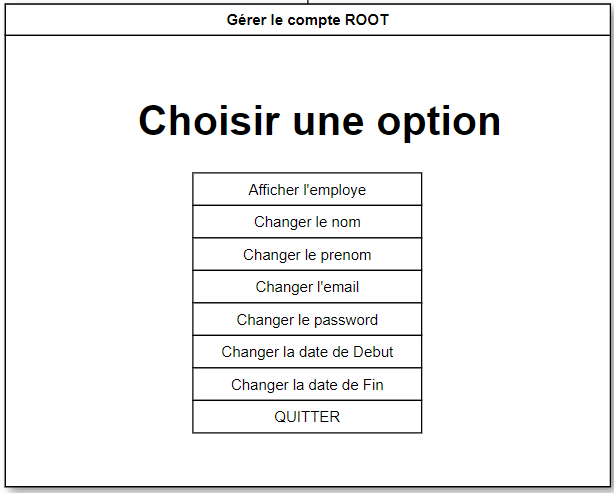 Gérer le compte ROOT
Choisir une option
Afficher l'employe
Changer le nom
Changer le prenom
Changer l'email
Changer le password
Changer la date de Debut
Changer la date de Fin
QUITTER